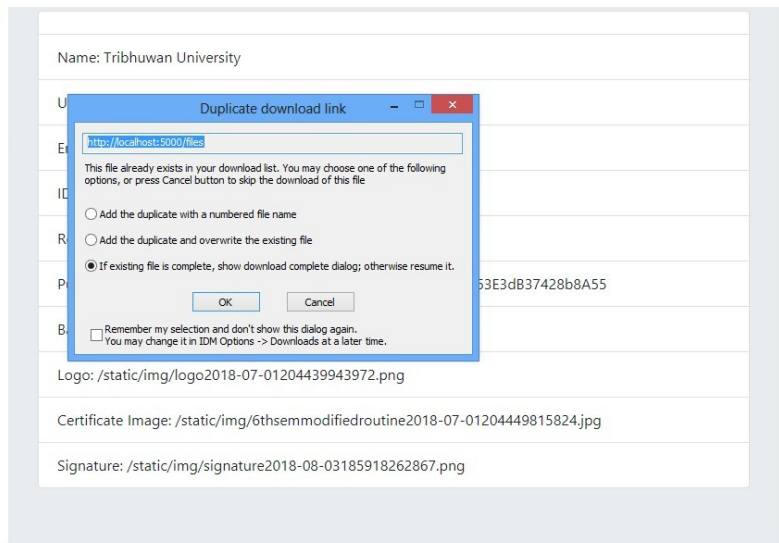 Name: Tribhuwan University
U
Duplicate download link
http://localhost:5000/files
This file already exists in your download list. You may choose one of the following
options, or press Cancel button to skip the download of this file
Add the duplicate with a numbered file name
Add the duplicate and overwrite the existing file
If existing file is complete, show download complete dialog; otherwise resume it.
53E3dB37428b8A55
OK Cancel
Remember my selection and don't show this dialog again.
You may change it in IDM Options -> Downloads at a later time.
Logo: /static/img/logo2018-07-01204439943972.png
Certificate Image: /static/img/6thsemmodifiedroutine2018-07-01204449815824.jpg
Signature: /static/img/signature2018-08-03185918262867.png